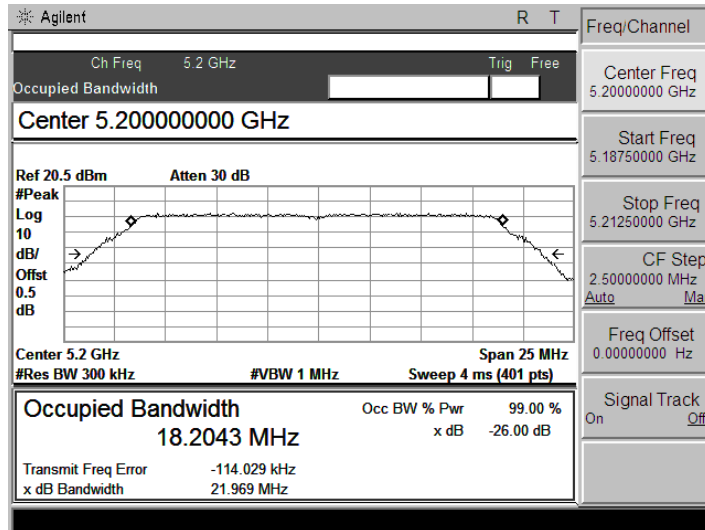 Agilent R T
Ch Freq 5.2 GHz Trig Free
Occupied Bandwidth
Center 5.200000000 GHz
Ref 20.5 dBm Atten 30 dB
#Peak
Log
10
dB/
Offst
0.5
dB
Center 5.2 GHz Span 25 MHz
#Res BW 300 kHz #VBW 1 MHz Sweep 4 ms (401 pts)
Occupied Bandwidth Occ BW % Pwr 99.00 %
18.2043 MHz x dB -26.00 dB
Transmit Freq Error -114.029 kHz
x dB Bandwidth 21.969 MHz
Freq/Channel
Center Freq
5.20000000 GHz
Start Freq
5.18750000 GHz
Stop Freq
5.21250000 GHz
CF Step
2.50000000 MHz
Auto Ma
Freq Offset
0.00000000 Hz
Signal Track
On Off